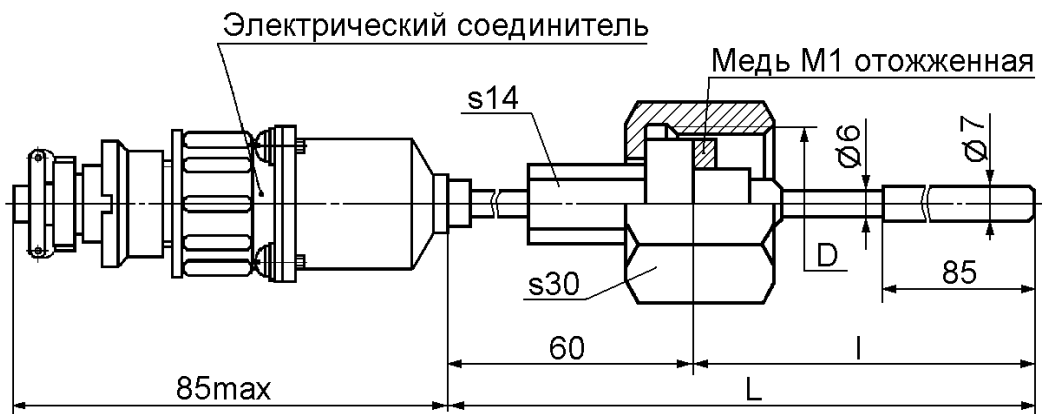 Электрический соединитель
Медь М1 отожженная
s14
Ø6
Ø7
D
s30
85
60
l
85max
L